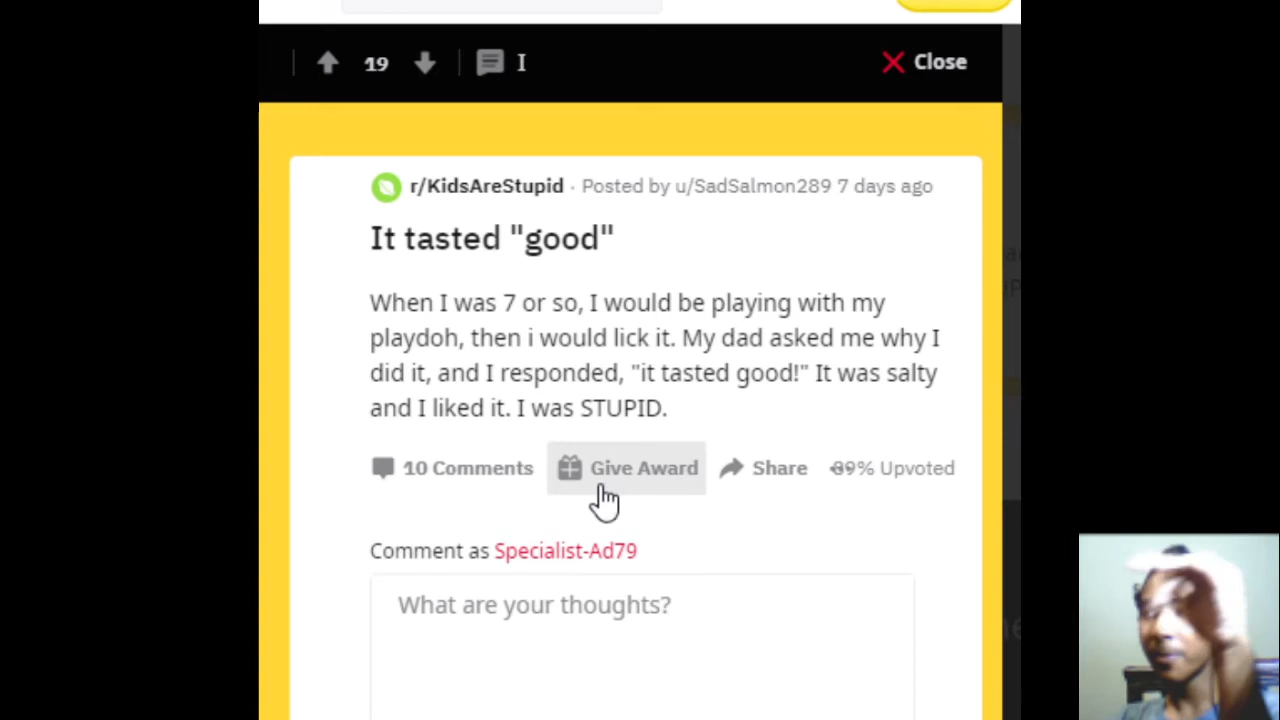 19
I
Close
r/KidsAreStupid · Posted by u/SadSalmon289 7 days ago
It tasted "good"
When I was 7 or so, I would be playing with my
playdoh, then i would lick it. My dad asked me why I
did it, and I responded, "it tasted good!" It was salty
and I liked it. I was STUPID.
10 Comments Give Award Share 89% Upvoted
Comment as Specialist-Ad79
What are your thoughts?